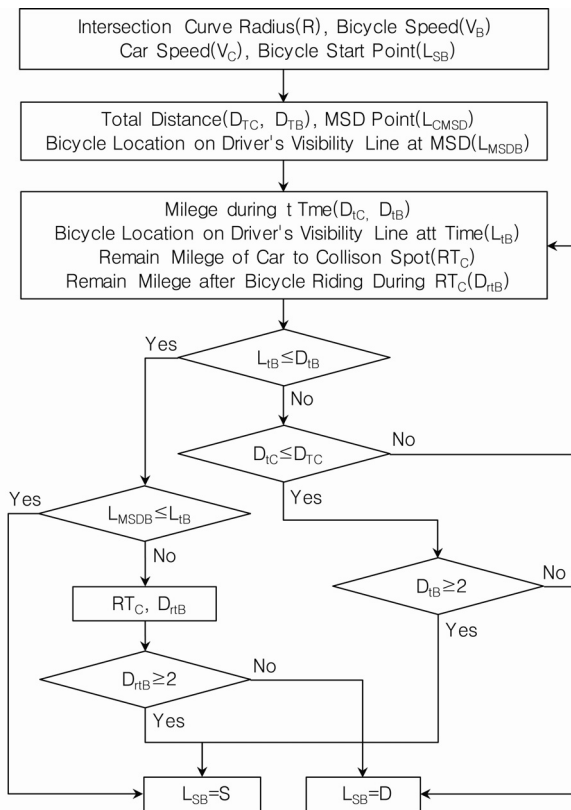 Intersection Curve Radius(R), Bicycle Speed(V_B)
Car Speed(V_C), Bicycle Start Point(L_SB)
Total Distance(D_TC, D_TB), MSD Point(L_CMSD)
Bicycle Location on Driver's Visibility Line at MSD(L_MSDB)
Milege during t Tme(D_tC, D_tB)
Bicycle Location on Driver's Visibility Line att Time(L_tB)
Remain Milege of Car to Collison Spot(RT_C)
Remain Milege after Bicycle Riding During RT_C(D_rtB)
Yes
L_tB≤D_tB
No
D_tC≤D_TC
No
Yes
Yes
L_MSDB≤L_tB
No
D_tB≥2
No
Yes
RT_C, D_rtB
D_rtB≥2
No
Yes
L_SB=S
L_SB=D